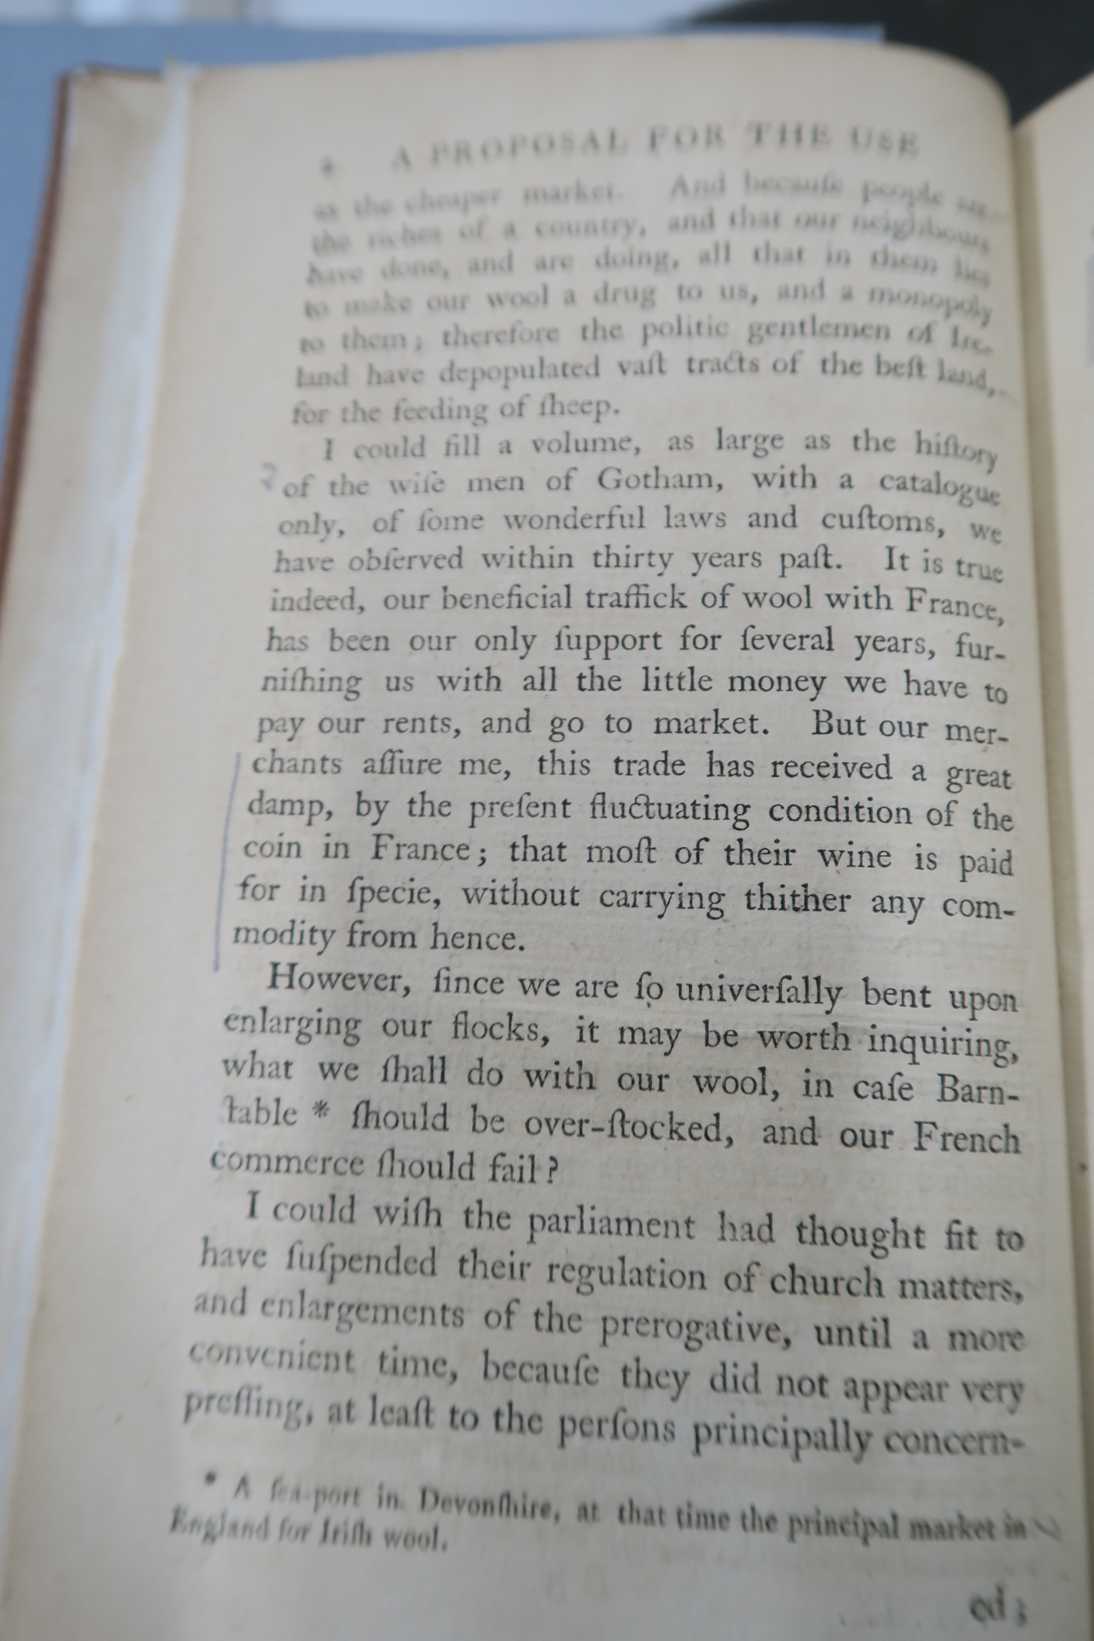 4 A PROPOSAL FOR THE USE
as the cheaper market. And becauſe people are
the riches of a country, and that our neighbours
have done, and are doing, all that in them lies
to make our wool a drug to us, and a monopoly
to them; therefore the politic gentlemen of Ire-
land have depopulated vaſt tracts of the beſt land,
for the feeding of ſheep.
I could fill a volume, as large as the hiſtory
of the wiſe men of Gotham, with a catalogue
only, of ſome wonderful laws and cuſtoms, we
have obſerved within thirty years paſt. It is true
indeed, our beneficial traffick of wool with France,
has been our only ſupport for ſeveral years, fur-
niſhing us with all the little money we have to
pay our rents, and go to market. But our mer-
chants aſſure me, this trade has received a great
damp, by the preſent fluctuating condition of the
coin in France; that moſt of their wine is paid
for in ſpecie, without carrying thither any com-
modity from hence.
However, ſince we are ſo univerſally bent upon
enlarging our flocks, it may be worth inquiring,
what we ſhall do with our wool, in caſe Barn-
ſtable * ſhould be over-ſtocked, and our French
commerce ſhould fail?
I could wiſh the parliament had thought fit to
have ſuſpended their regulation of church matters,
and enlargements of the prerogative, until a more
convenient time, becauſe they did not appear very
preſſing, at leaſt to the perſons principally concern-
* A ſea-port in Devonſhire, at that time the principal market in
England for Iriſh wool.
ed;